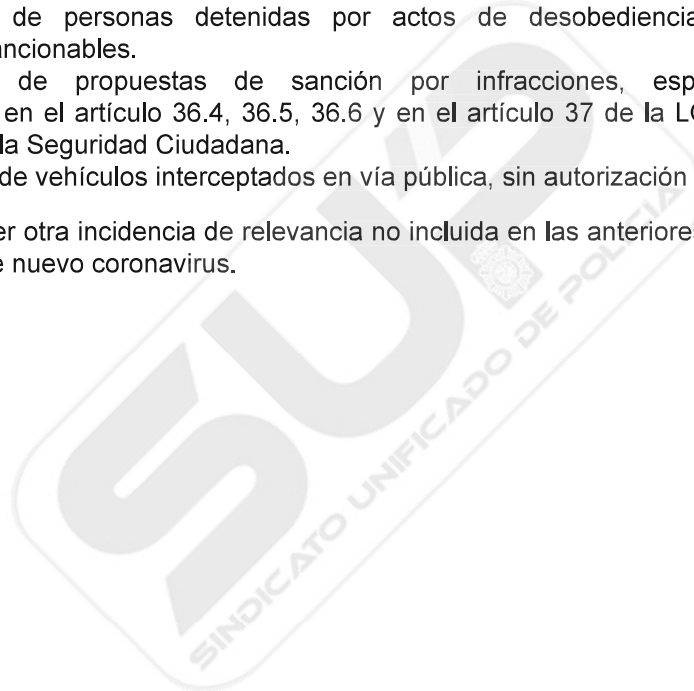 de personas detenidas por actos de desobediencia
ancionables.
de propuestas de sanción por infracciones, esp
en el artículo 36.4, 36.5, 36.6 y en el artículo 37 de la LO
la Seguridad Ciudadana.
de vehículos interceptados en vía pública, sin autorización
er otra incidencia de relevancia no incluida en las anteriores
e nuevo coronavirus.
SUP
SINDICATO UNIFICADO DE POLICÍA